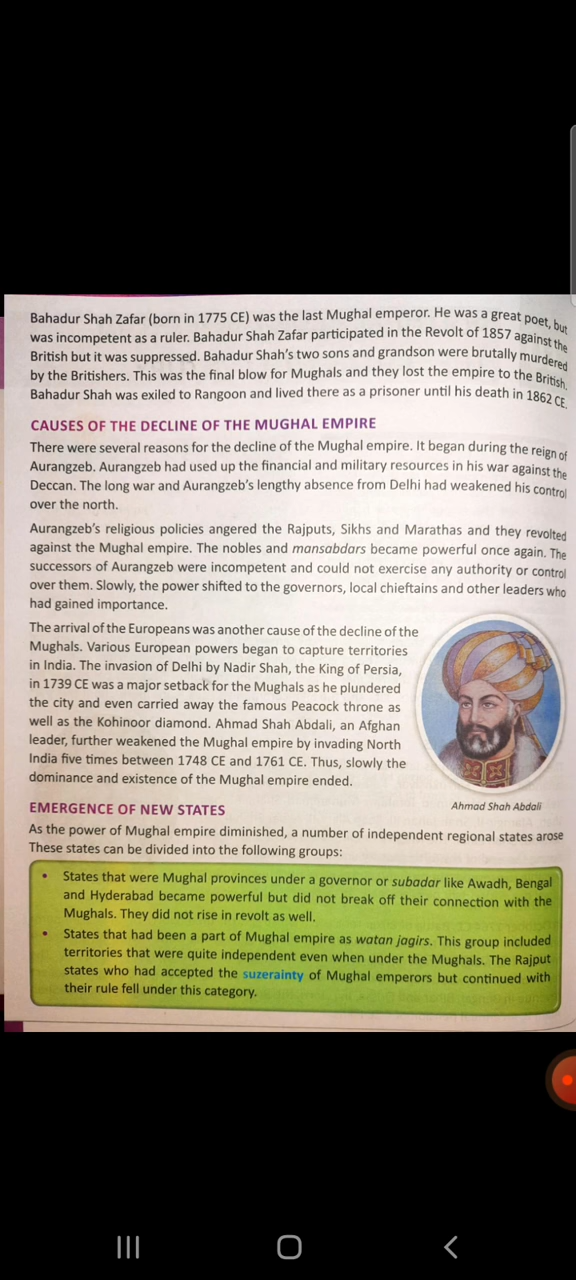 Bahadur Shah Zafar (born in 1775 CE) was the last Mughal emperor. He was a great poet, but
was incompetent as a ruler. Bahadur Shah Zafar participated in the Revolt of 1857 against the
British but it was suppressed. Bahadur Shah's two sons and grandson were brutally murdered
by the Britishers. This was the final blow for Mughals and they lost the empire to the British.
Bahadur Shah was exiled to Rangoon and lived there as a prisoner until his death in 1862 CE.
CAUSES OF THE DECLINE OF THE MUGHAL EMPIRE
There were several reasons for the decline of the Mughal empire. It began during the reign of
Aurangzeb. Aurangzeb had used up the financial and military resources in his war against the
Deccan. The long war and Aurangzeb's lengthy absence from Delhi had weakened his control
over the north.
Aurangzeb's religious policies angered the Rajputs, Sikhs and Marathas and they revolted
against the Mughal empire. The nobles and mansabdars became powerful once again. The
successors of Aurangzeb were incompetent and could not exercise any authority or control
over them. Slowly, the power shifted to the governors, local chieftains and other leaders who
had gained importance.
The arrival of the Europeans was another cause of the decline of the
Mughals. Various European powers began to capture territories
in India. The invasion of Delhi by Nadir Shah, the King of Persia,
in 1739 CE was a major setback for the Mughals as he plundered
the city and even carried away the famous Peacock throne as
well as the Kohinoor diamond. Ahmad Shah Abdali, an Afghan
leader, further weakened the Mughal empire by invading North
India five times between 1748 CE and 1761 CE. Thus, slowly the
dominance and existence of the Mughal empire ended.
Ahmad Shah Abdali
EMERGENCE OF NEW STATES
As the power of Mughal empire diminished, a number of independent regional states arose
These states can be divided into the following groups:
• States that were Mughal provinces under a governor or subadar like Awadh, Bengal
and Hyderabad became powerful but did not break off their connection with the
Mughals. They did not rise in revolt as well.
• States that had been a part of Mughal empire as watan jagirs. This group included
territories that were quite independent even when under the Mughals. The Rajput
states who had accepted the suzerainty of Mughal emperors but continued with
their rule fell under this category.